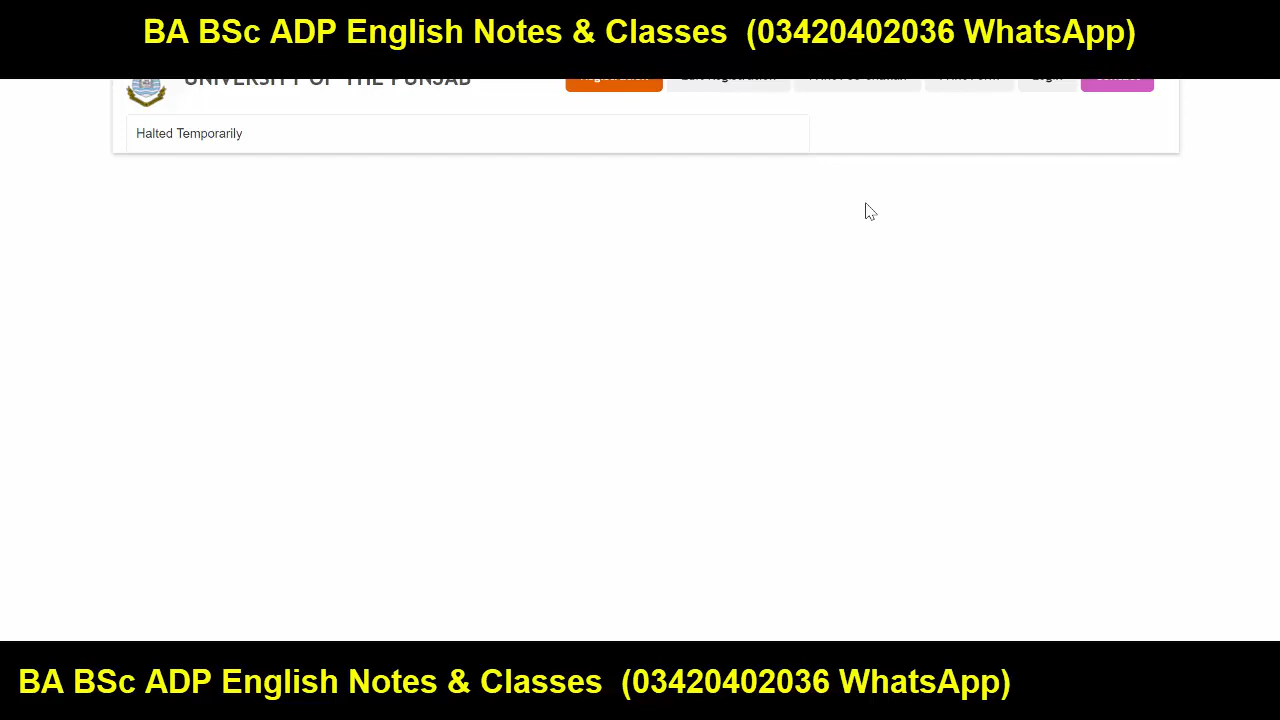 BA BSc ADP English Notes & Classes (03420402036 WhatsApp)
UNIVERSITY OF THE PUNJAB
Halted Temporarily
BA BSc ADP English Notes & Classes (03420402036 WhatsApp)